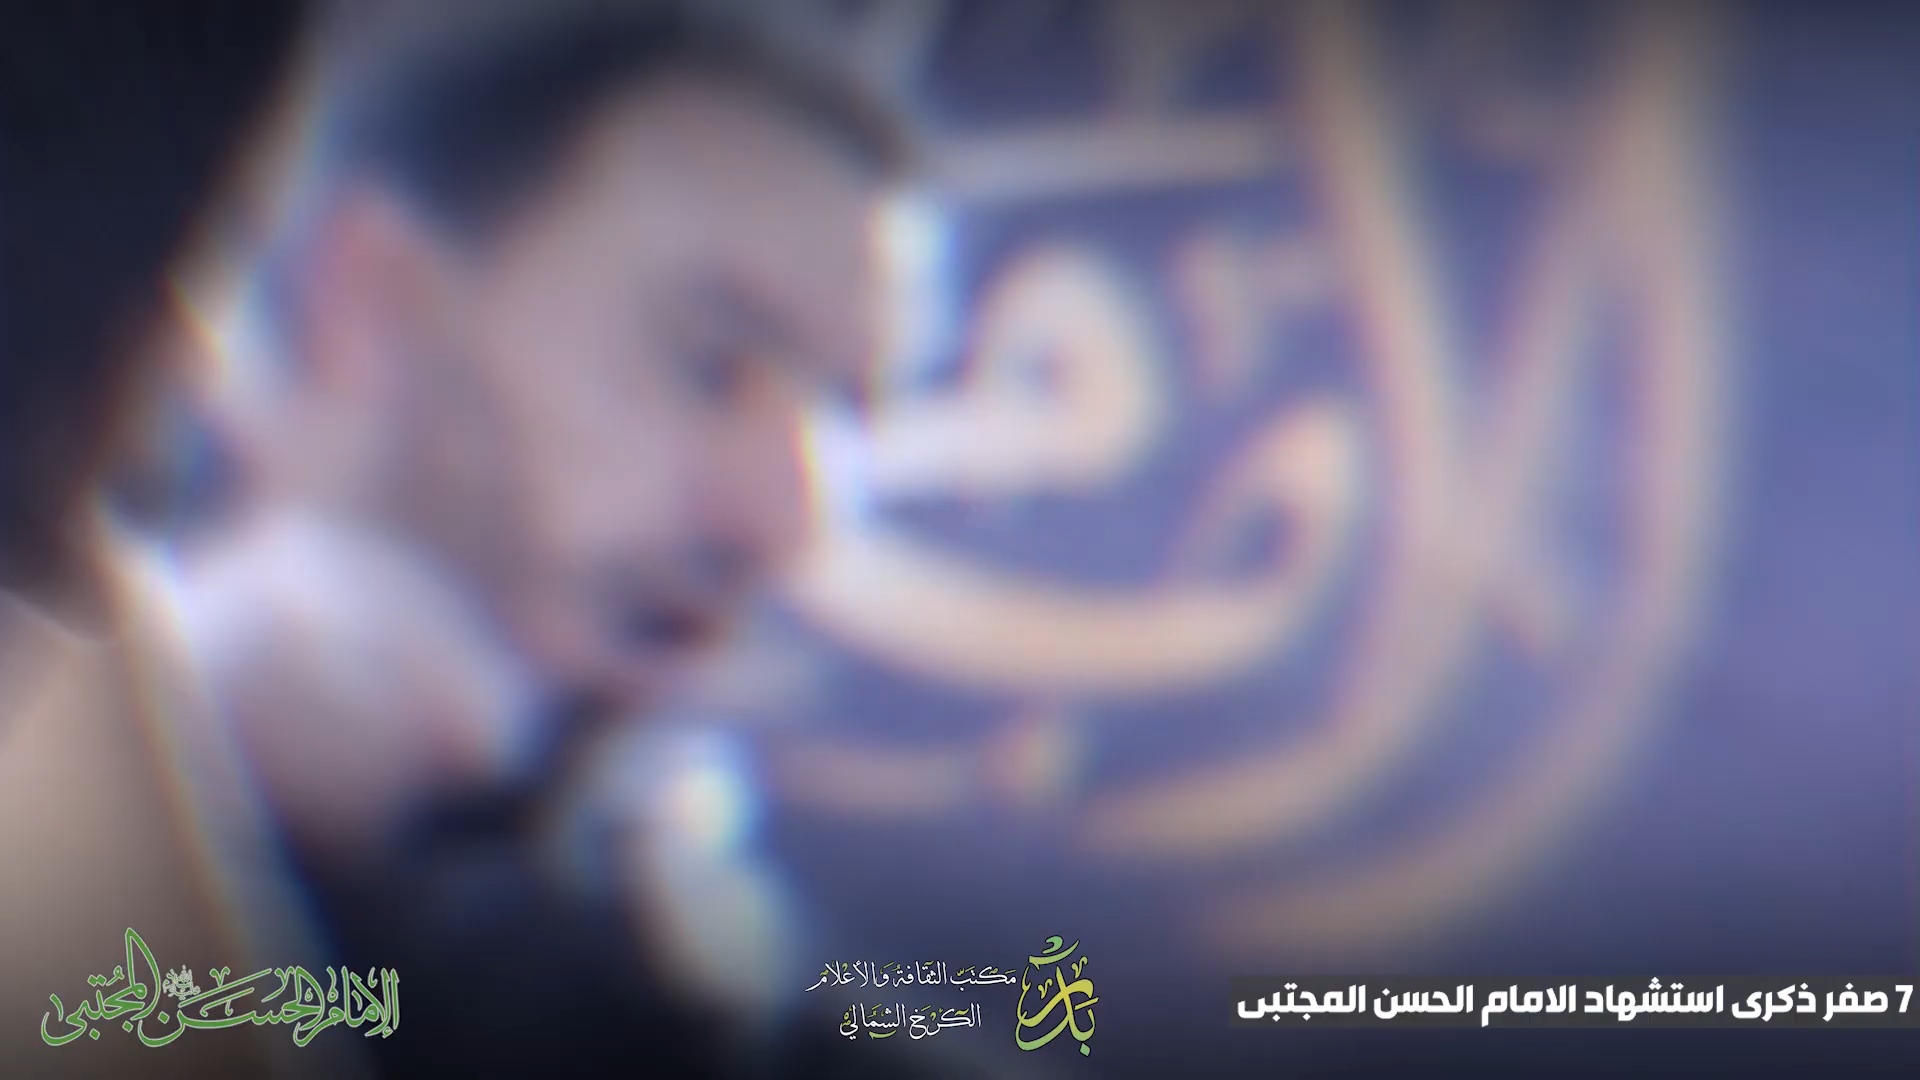 الإمام الحسن المجتبى
بدر
مكتب الثقافة والأعلام
الكرخ الشمالي
7 صفر ذكرى استشهاد الامام الحسن المجتبى